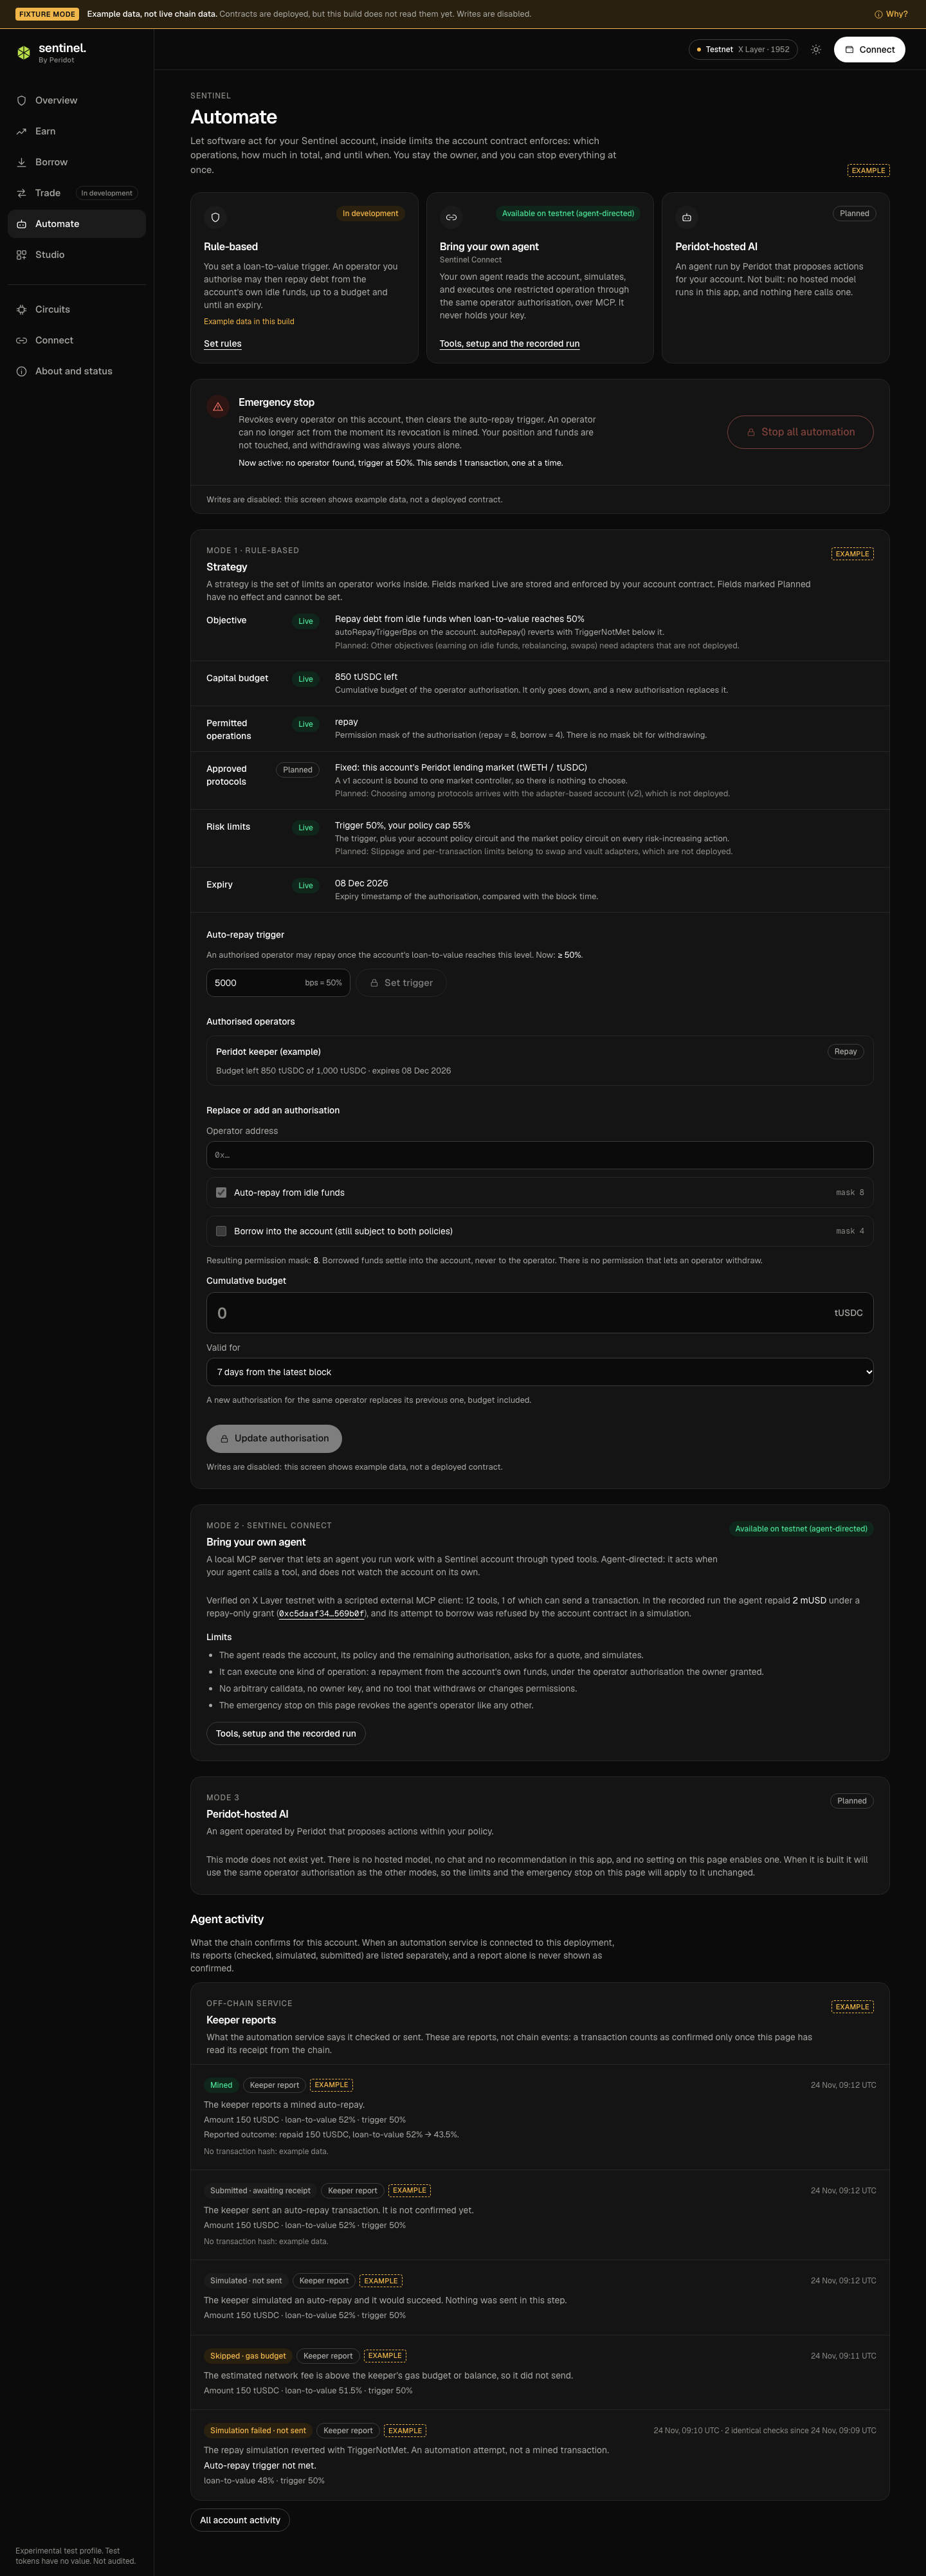 FIXTURE MODE Example data, not live chain data. Contracts are deployed, but this build does not read them yet. Writes are disabled. Why?
sentinel.
By Peridot
Testnet X Layer · 1952
Connect
Overview
Earn
Borrow
Trade In development
Automate
Studio
Circuits
Connect
About and status
SENTINEL
Automate
Let software act for your Sentinel account, inside limits the account contract enforces: which
operations, how much in total, and until when. You stay the owner, and you can stop everything at
once.
EXAMPLE
In development
Rule-based
You set a loan-to-value trigger. An operator you
authorise may then repay debt from the
account's own idle funds, up to a budget and
until an expiry.
Example data in this build
Set rules
Available on testnet (agent-directed)
Bring your own agent
Sentinel Connect
Your own agent reads the account, simulates,
and executes one restricted operation through
the same operator authorisation, over MCP. It
never holds your key.
Tools, setup and the recorded run
Planned
Peridot-hosted AI
An agent run by Peridot that proposes actions
for your account. Not built: no hosted model
runs in this app, and nothing here calls one.
Emergency stop
Revokes every operator on this account, then clears the auto-repay trigger. An operator
can no longer act from the moment its revocation is mined. Your position and funds are
not touched, and withdrawing was always yours alone.
Now active: no operator found, trigger at 50%. This sends 1 transaction, one at a time.
Stop all automation
Writes are disabled: this screen shows example data, not a deployed contract.
MODE 1 · RULE-BASED
EXAMPLE
Strategy
A strategy is the set of limits an operator works inside. Fields marked Live are stored and enforced by your account contract. Fields marked Planned
have no effect and cannot be set.
Objective Live Repay debt from idle funds when loan-to-value reaches 50%
autoRepayTriggerBps on the account. autoRepay() reverts with TriggerNotMet below it.
Planned: Other objectives (earning on idle funds, rebalancing, swaps) need adapters that are not deployed.
Capital budget Live 850 tUSDC left
Cumulative budget of the operator authorisation. It only goes down, and a new authorisation replaces it.
Permitted
operations
Live
repay
Permission mask of the authorisation (repay = 8, borrow = 4). There is no mask bit for withdrawing.
Approved
protocols
Planned
Fixed: this account's Peridot lending market (tWETH / tUSDC)
A v1 account is bound to one market controller, so there is nothing to choose.
Planned: Choosing among protocols arrives with the adapter-based account (v2), which is not deployed.
Risk limits Live Trigger 50%, your policy cap 55%
The trigger, plus your account policy circuit and the market policy circuit on every risk-increasing action.
Planned: Slippage and per-transaction limits belong to swap and vault adapters, which are not deployed.
Expiry Live 08 Dec 2026
Expiry timestamp of the authorisation, compared with the block time.
Auto-repay trigger
An authorised operator may repay once the account's loan-to-value reaches this level. Now: ≥ 50%.
5000 bps = 50% Set trigger
Authorised operators
Peridot keeper (example) Repay
Budget left 850 tUSDC of 1,000 tUSDC · expires 08 Dec 2026
Replace or add an authorisation
Operator address
0x…
Auto-repay from idle funds mask 8
Borrow into the account (still subject to both policies) mask 4
Resulting permission mask: 8. Borrowed funds settle into the account, never to the operator. There is no permission that lets an operator withdraw.
Cumulative budget
0 tUSDC
Valid for
7 days from the latest block
A new authorisation for the same operator replaces its previous one, budget included.
Update authorisation
Writes are disabled: this screen shows example data, not a deployed contract.
MODE 2 · SENTINEL CONNECT
Available on testnet (agent-directed)
Bring your own agent
A local MCP server that lets an agent you run work with a Sentinel account through typed tools. Agent-directed: it acts when
your agent calls a tool, and does not watch the account on its own.
Verified on X Layer testnet with a scripted external MCP client: 12 tools, 1 of which can send a transaction. In the recorded run the agent repaid 2 mUSD under a
repay-only grant (0xc5daaf34…569b0f), and its attempt to borrow was refused by the account contract in a simulation.
Limits
• The agent reads the account, its policy and the remaining authorisation, asks for a quote, and simulates.
• It can execute one kind of operation: a repayment from the account's own funds, under the operator authorisation the owner granted.
• No arbitrary calldata, no owner key, and no tool that withdraws or changes permissions.
• The emergency stop on this page revokes the agent's operator like any other.
Tools, setup and the recorded run
MODE 3
Planned
Peridot-hosted AI
An agent operated by Peridot that proposes actions within your policy.
This mode does not exist yet. There is no hosted model, no chat and no recommendation in this app, and no setting on this page enables one. When it is built it will
use the same operator authorisation as the other modes, so the limits and the emergency stop on this page will apply to it unchanged.
Agent activity
What the chain confirms for this account. When an automation service is connected to this deployment,
its reports (checked, simulated, submitted) are listed separately, and a report alone is never shown as
confirmed.
OFF-CHAIN SERVICE
EXAMPLE
Keeper reports
What the automation service says it checked or sent. These are reports, not chain events: a transaction counts as confirmed only once this page has
read its receipt from the chain.
Mined Keeper report EXAMPLE 24 Nov, 09:12 UTC
The keeper reports a mined auto-repay.
Amount 150 tUSDC · loan-to-value 52% · trigger 50%
Reported outcome: repaid 150 tUSDC, loan-to-value 52% → 43.5%.
No transaction hash: example data.
Submitted · awaiting receipt Keeper report EXAMPLE 24 Nov, 09:12 UTC
The keeper sent an auto-repay transaction. It is not confirmed yet.
Amount 150 tUSDC · loan-to-value 52% · trigger 50%
No transaction hash: example data.
Simulated · not sent Keeper report EXAMPLE 24 Nov, 09:12 UTC
The keeper simulated an auto-repay and it would succeed. Nothing was sent in this step.
Amount 150 tUSDC · loan-to-value 52% · trigger 50%
Skipped · gas budget Keeper report EXAMPLE 24 Nov, 09:11 UTC
The estimated network fee is above the keeper's gas budget or balance, so it did not send.
Amount 150 tUSDC · loan-to-value 51.5% · trigger 50%
Simulation failed · not sent Keeper report EXAMPLE 24 Nov, 09:10 UTC · 2 identical checks since 24 Nov, 09:09 UTC
The repay simulation reverted with TriggerNotMet. An automation attempt, not a mined transaction.
Auto-repay trigger not met.
loan-to-value 48% · trigger 50%
All account activity
Experimental test profile. Test
tokens have no value. Not audited.